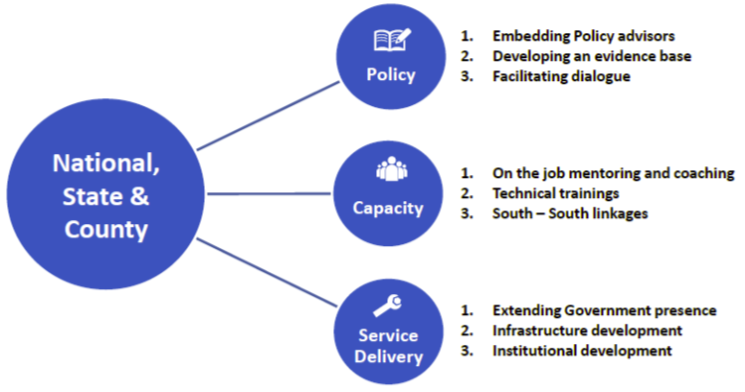 National,
State &
County
Policy
1. Embedding Policy advisors
2. Developing an evidence base
3. Facilitating dialogue
Capacity
1. On the job mentoring and coaching
2. Technical trainings
3. South – South linkages
Service
Delivery
1. Extending Government presence
2. Infrastructure development
3. Institutional development